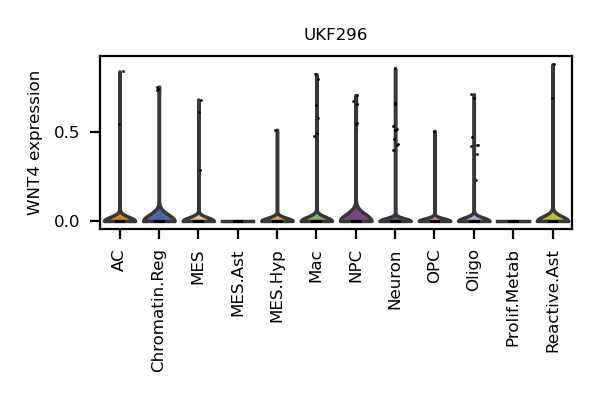 UKF296
WNT4 expression
0.5
0.0
AC
Chromatin.Reg
MES
MES.Ast
MES.Hyp
Mac
NPC
Neuron
OPC
Oligo
Prolif.Metab
Reactive.Ast